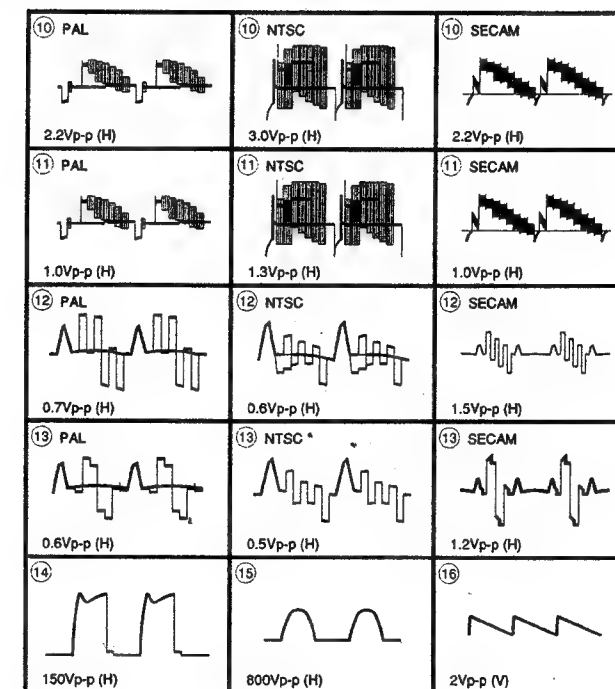 ⑩ PAL
2.2Vp-p (H)
⑩ NTSC
3.0Vp-p (H)
⑩ SECAM
2.2Vp-p (H)
⑪ PAL
1.0Vp-p (H)
⑪ NTSC
1.3Vp-p (H)
⑪ SECAM
1.0Vp-p (H)
⑫ PAL
0.7Vp-p (H)
⑫ NTSC
0.6Vp-p (H)
⑫ SECAM
1.5Vp-p (H)
⑬ PAL
0.6Vp-p (H)
⑬ NTSC
0.5Vp-p (H)
⑬ SECAM
1.2Vp-p (H)
⑭
150Vp-p (H)
⑮
800Vp-p (H)
⑯
2Vp-p (V)